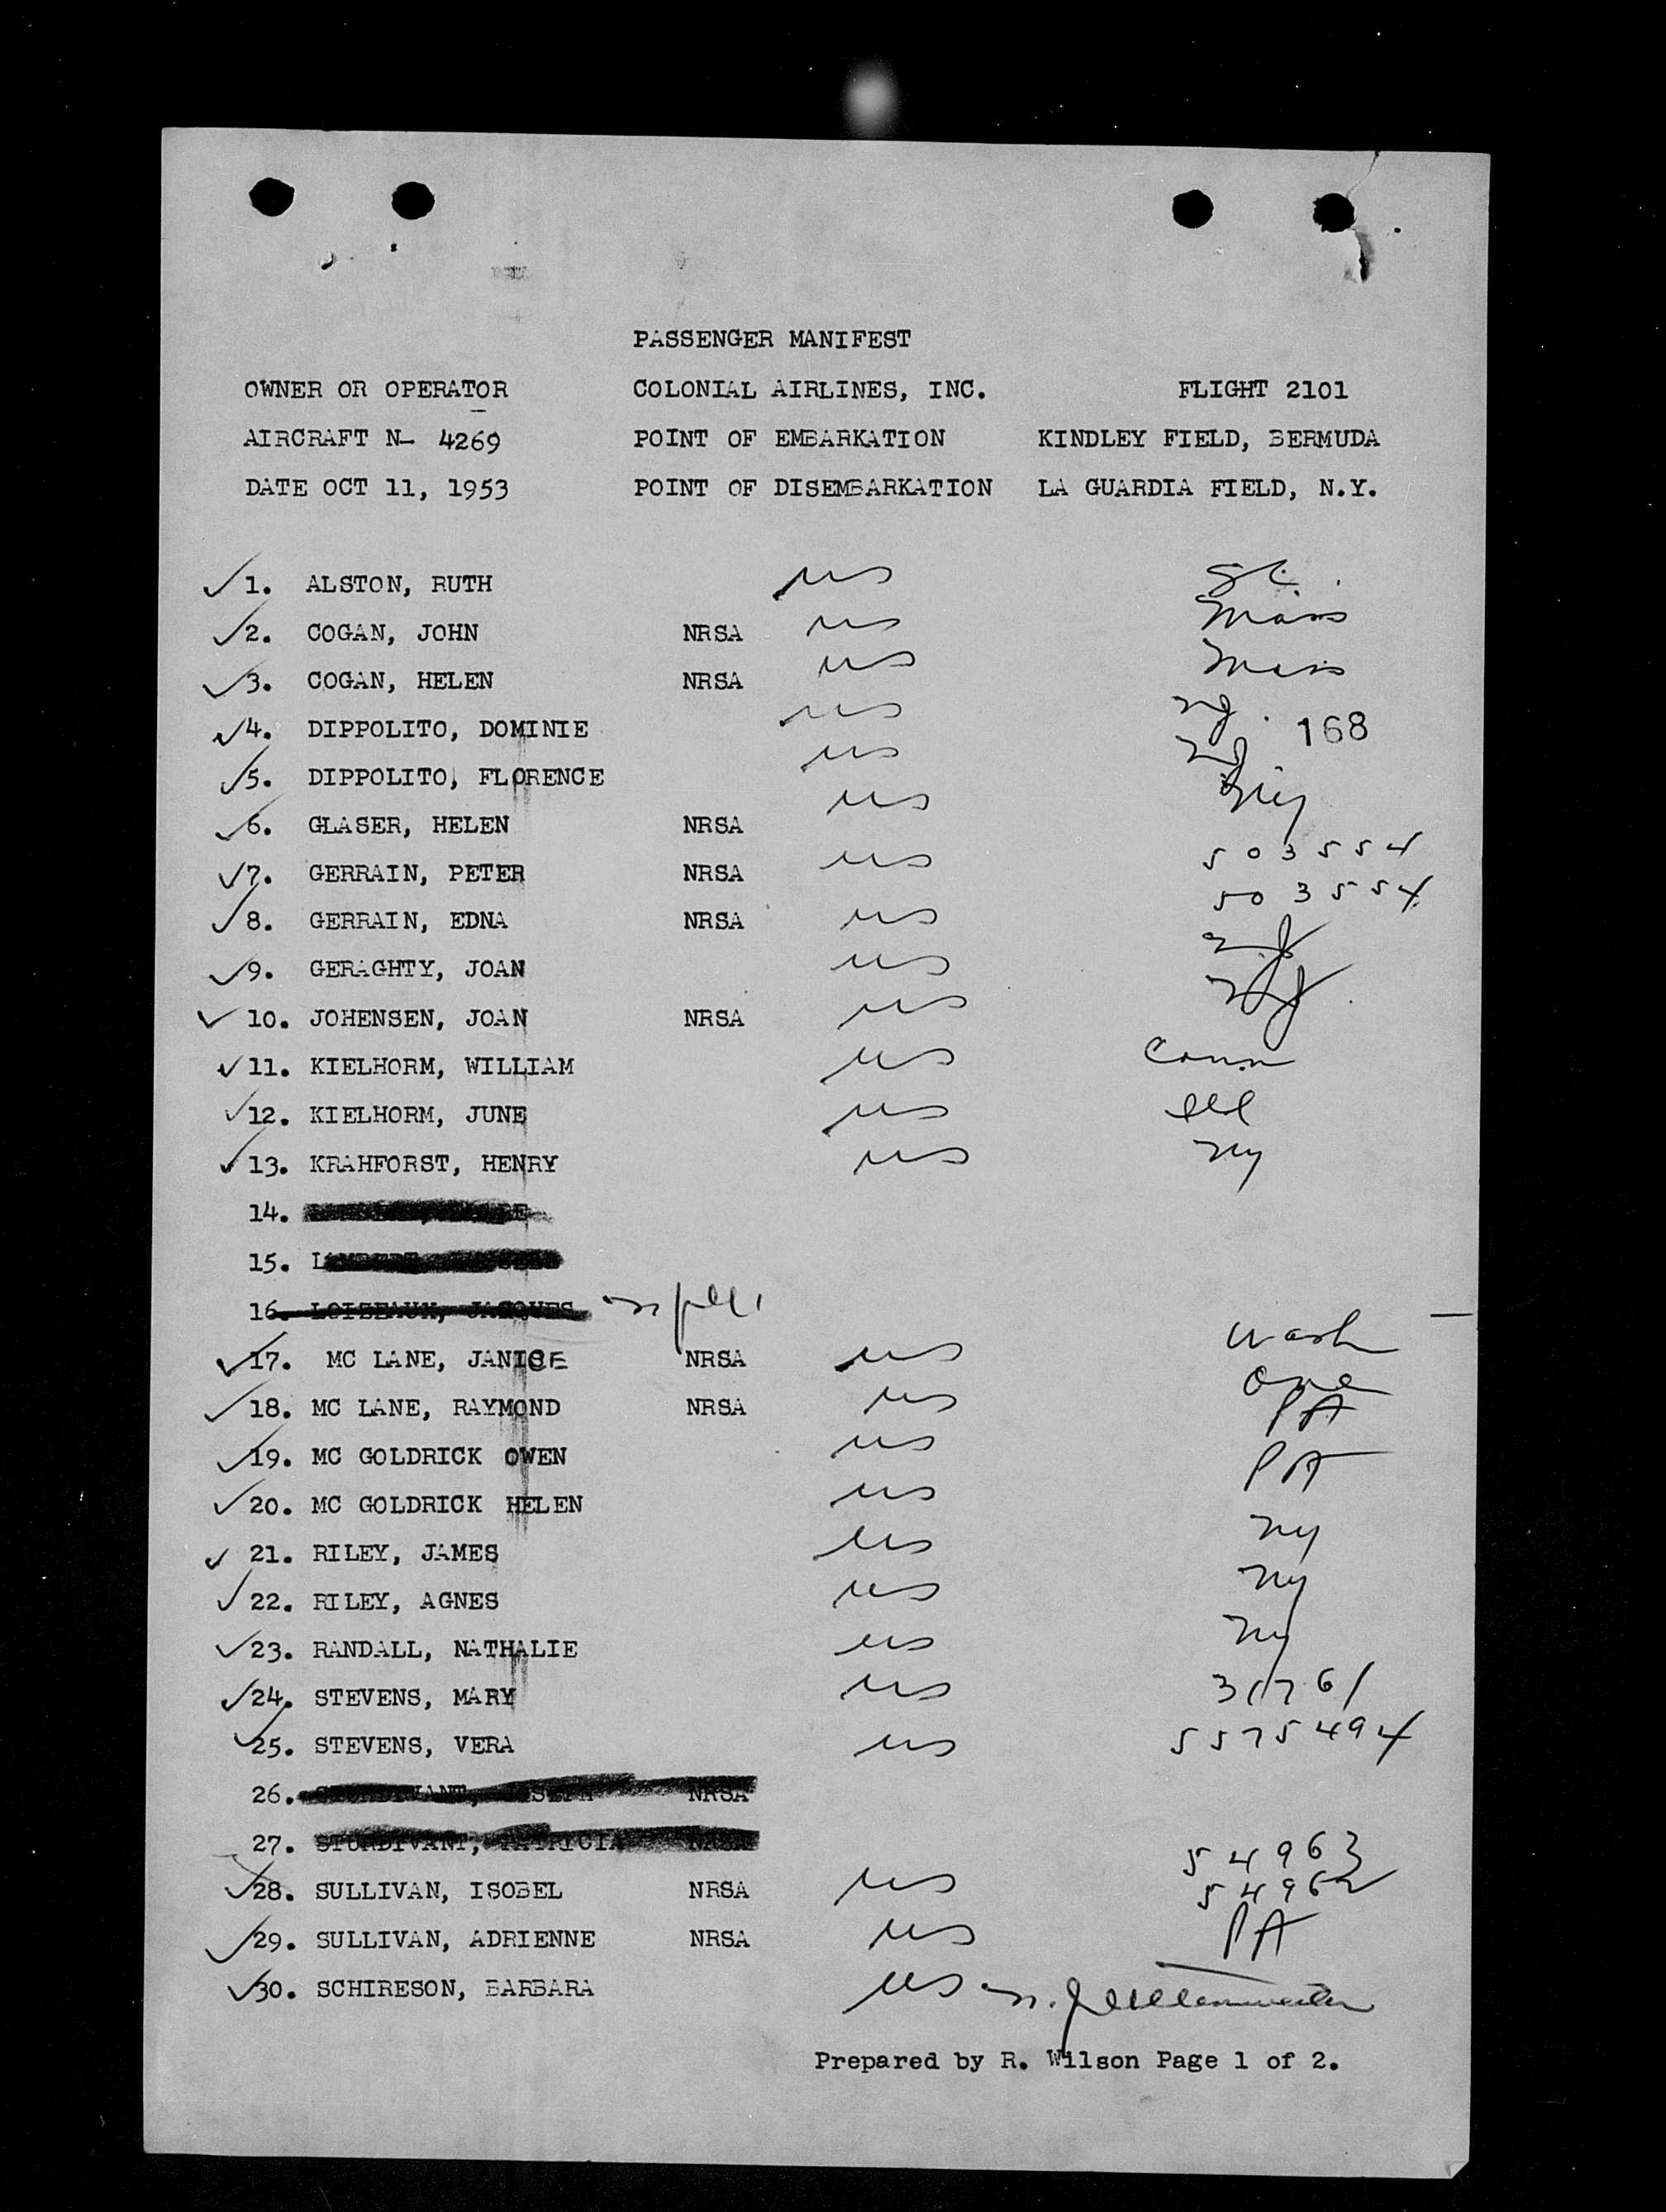 PASSENGER MANIFEST
OWNER OR OPERATOR COLONIAL AIRLINES, INC. FLIGHT 2101
AIRCRAFT N- 4269 POINT OF EMBARKATION KINDLEY FIELD, BERMUDA
DATE OCT 11, 1953 POINT OF DISEMBARKATION LA GUARDIA FIELD, N.Y.
1. ALSTON, RUTH us
2. COGAN, JOHN NRSA us Mass
3. COGAN, HELEN NRSA us Mass
4. DIPPOLITO, DOMINIE us NJ 168
5. DIPPOLITO, FLORENCE us NJ
6. GLASER, HELEN NRSA us NY
7. GERRAIN, PETER NRSA us 503554
8. GERRAIN, EDNA NRSA us 503554
9. GERAGHTY, JOAN us NJ
10. JOHENSEN, JOAN NRSA us NJ
11. KIELHORM, WILLIAM us Conn
12. KIELHORM, JUNE us Ill
13. KRAHFORST, HENRY us NY
14.
15.
16. LOISEAUX, JACQUES
17. MC LANE, JANICE NRSA us Wash
18. MC LANE, RAYMOND NRSA us Ore
19. MC GOLDRICK OWEN us PA
20. MC GOLDRICK HELEN us PA
21. RILEY, JAMES us NY
22. RILEY, AGNES us NY
23. RANDALL, NATHALIE us NY
24. STEVENS, MARY us 31761
25. STEVENS, VERA us 5575494
26. NRSA
27. STURDIVANT, PATRICIA NRSA
28. SULLIVAN, ISOBEL NRSA us 54963
29. SULLIVAN, ADRIENNE NRSA us 54962
30. SCHIRESON, BARBARA us PA
Prepared by R. Wilson Page 1 of 2.